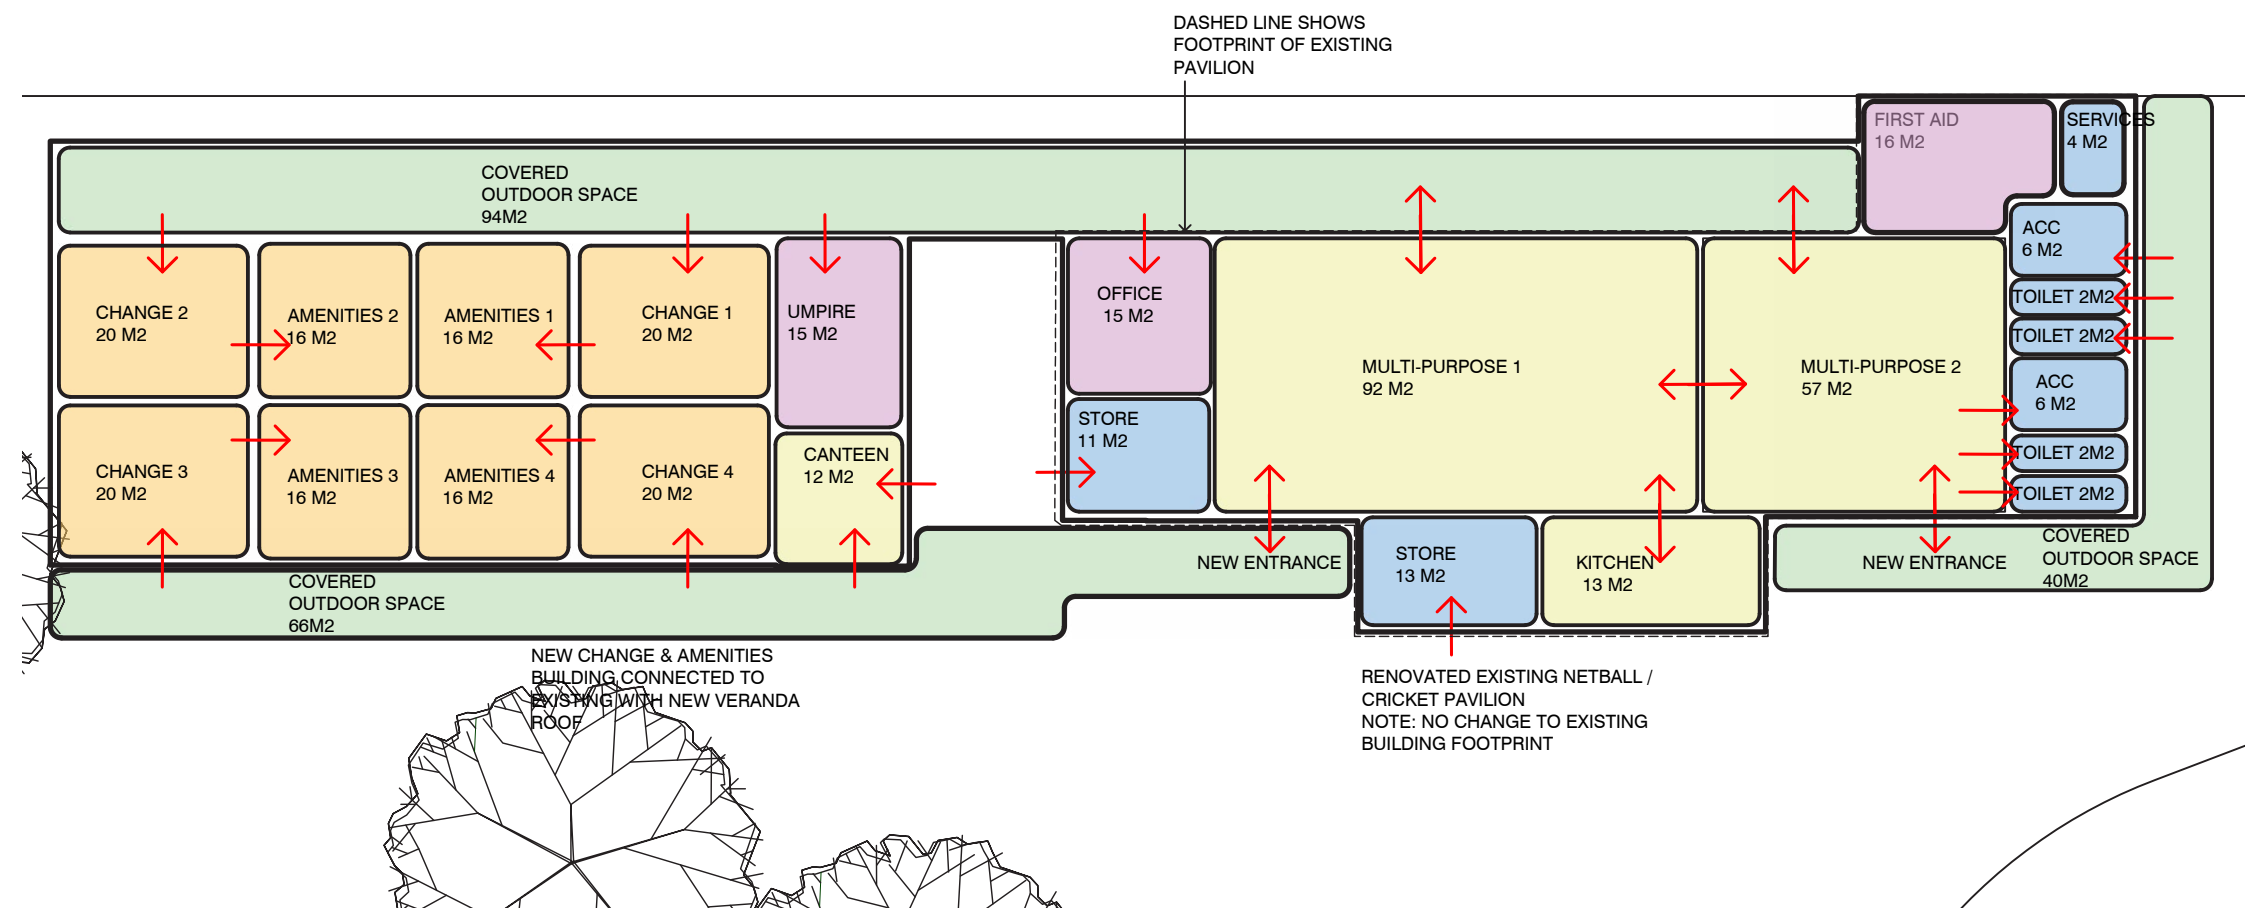 DASHED LINE SHOWS
FOOTPRINT OF EXISTING
PAVILION
COVERED
OUTDOOR SPACE
94M2
FIRST AID
16 M2
SERVICES
4 M2
CHANGE 2
20 M2
AMENITIES 2
16 M2
AMENITIES 1
16 M2
CHANGE 1
20 M2
UMPIRE
15 M2
OFFICE
15 M2
MULTI-PURPOSE 1
92 M2
MULTI-PURPOSE 2
57 M2
ACC
6 M2
TOILET 2M2
TOILET 2M2
ACC
6 M2
TOILET 2M2
TOILET 2M2
CHANGE 3
20 M2
AMENITIES 3
16 M2
AMENITIES 4
16 M2
CHANGE 4
20 M2
CANTEEN
12 M2
STORE
11 M2
COVERED
OUTDOOR SPACE
66M2
NEW ENTRANCE
STORE
13 M2
KITCHEN
13 M2
NEW ENTRANCE
COVERED
OUTDOOR SPACE
40M2
NEW CHANGE & AMENITIES
BUILDING CONNECTED TO
EXISTING WITH NEW VERANDA
ROOF
RENOVATED EXISTING NETBALL /
CRICKET PAVILION
NOTE: NO CHANGE TO EXISTING
BUILDING FOOTPRINT